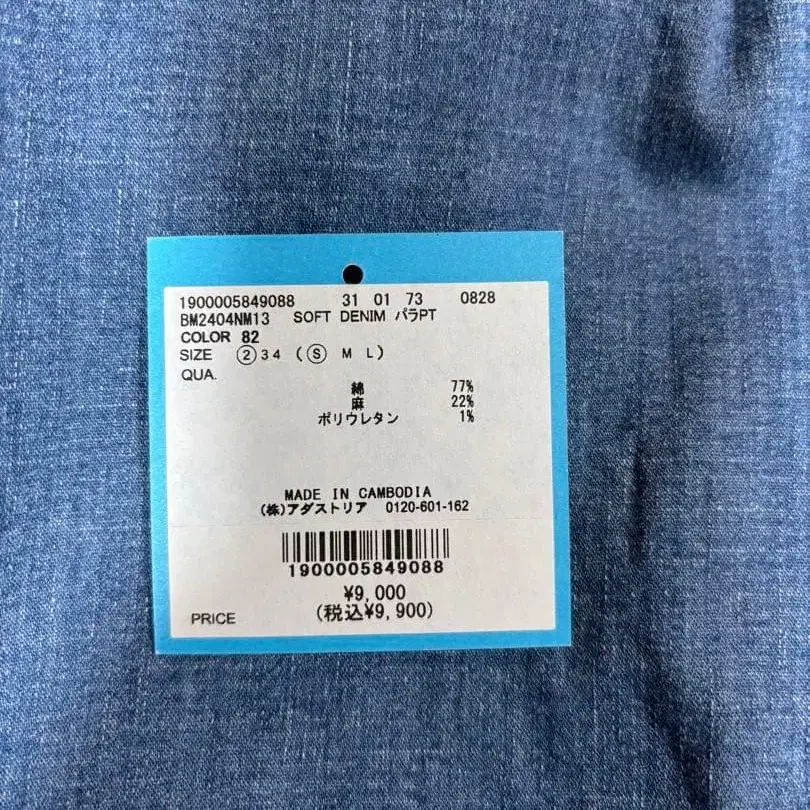 1900005849088 31 01 73 0828
BM2404NM13 SOFT DENIM パラPT
COLOR 82
SIZE ②34 (Ⓢ M L)
QUA.
綿 77%
麻 22%
ポリウレタン 1%
MADE IN CAMBODIA
(株)アダストリア 0120-601-162
1900005849088
¥9,000
PRICE (税込¥9,900)